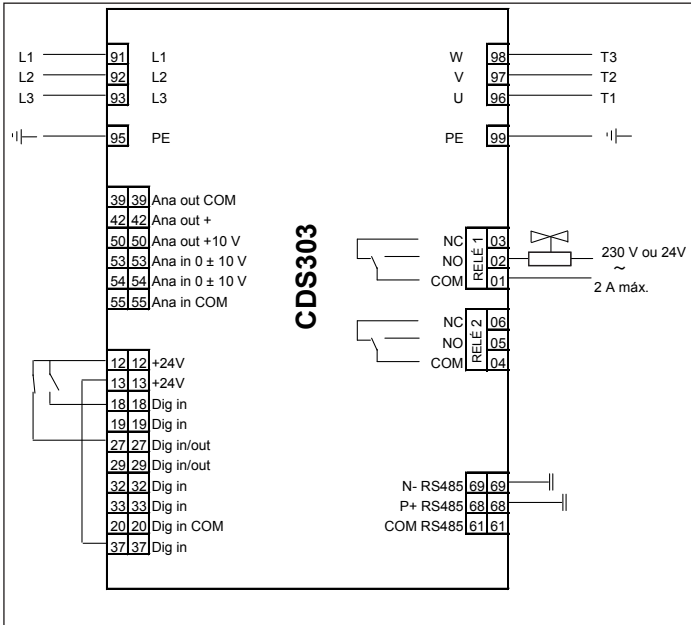 L1 91 L1
L2 92 L2
L3 93 L3
95 PE
W 98 T3
V 97 T2
U 96 T1
PE 99
39 39 Ana out COM
42 42 Ana out +
50 50 Ana out +10 V
53 53 Ana in 0 ± 10 V
54 54 Ana in 0 ± 10 V
55 55 Ana in COM
CDS303
NC 03
NO 02
COM 01
RELÉ 1
230 V ou 24V
~
2 A máx.
NC 06
NO 05
COM 04
RELÉ 2
12 12 +24V
13 13 +24V
18 18 Dig in
19 19 Dig in
27 27 Dig in/out
29 29 Dig in/out
32 32 Dig in
33 33 Dig in
20 20 Dig in COM
37 37 Dig in
N- RS485 69 69
P+ RS485 68 68
COM RS485 61 61